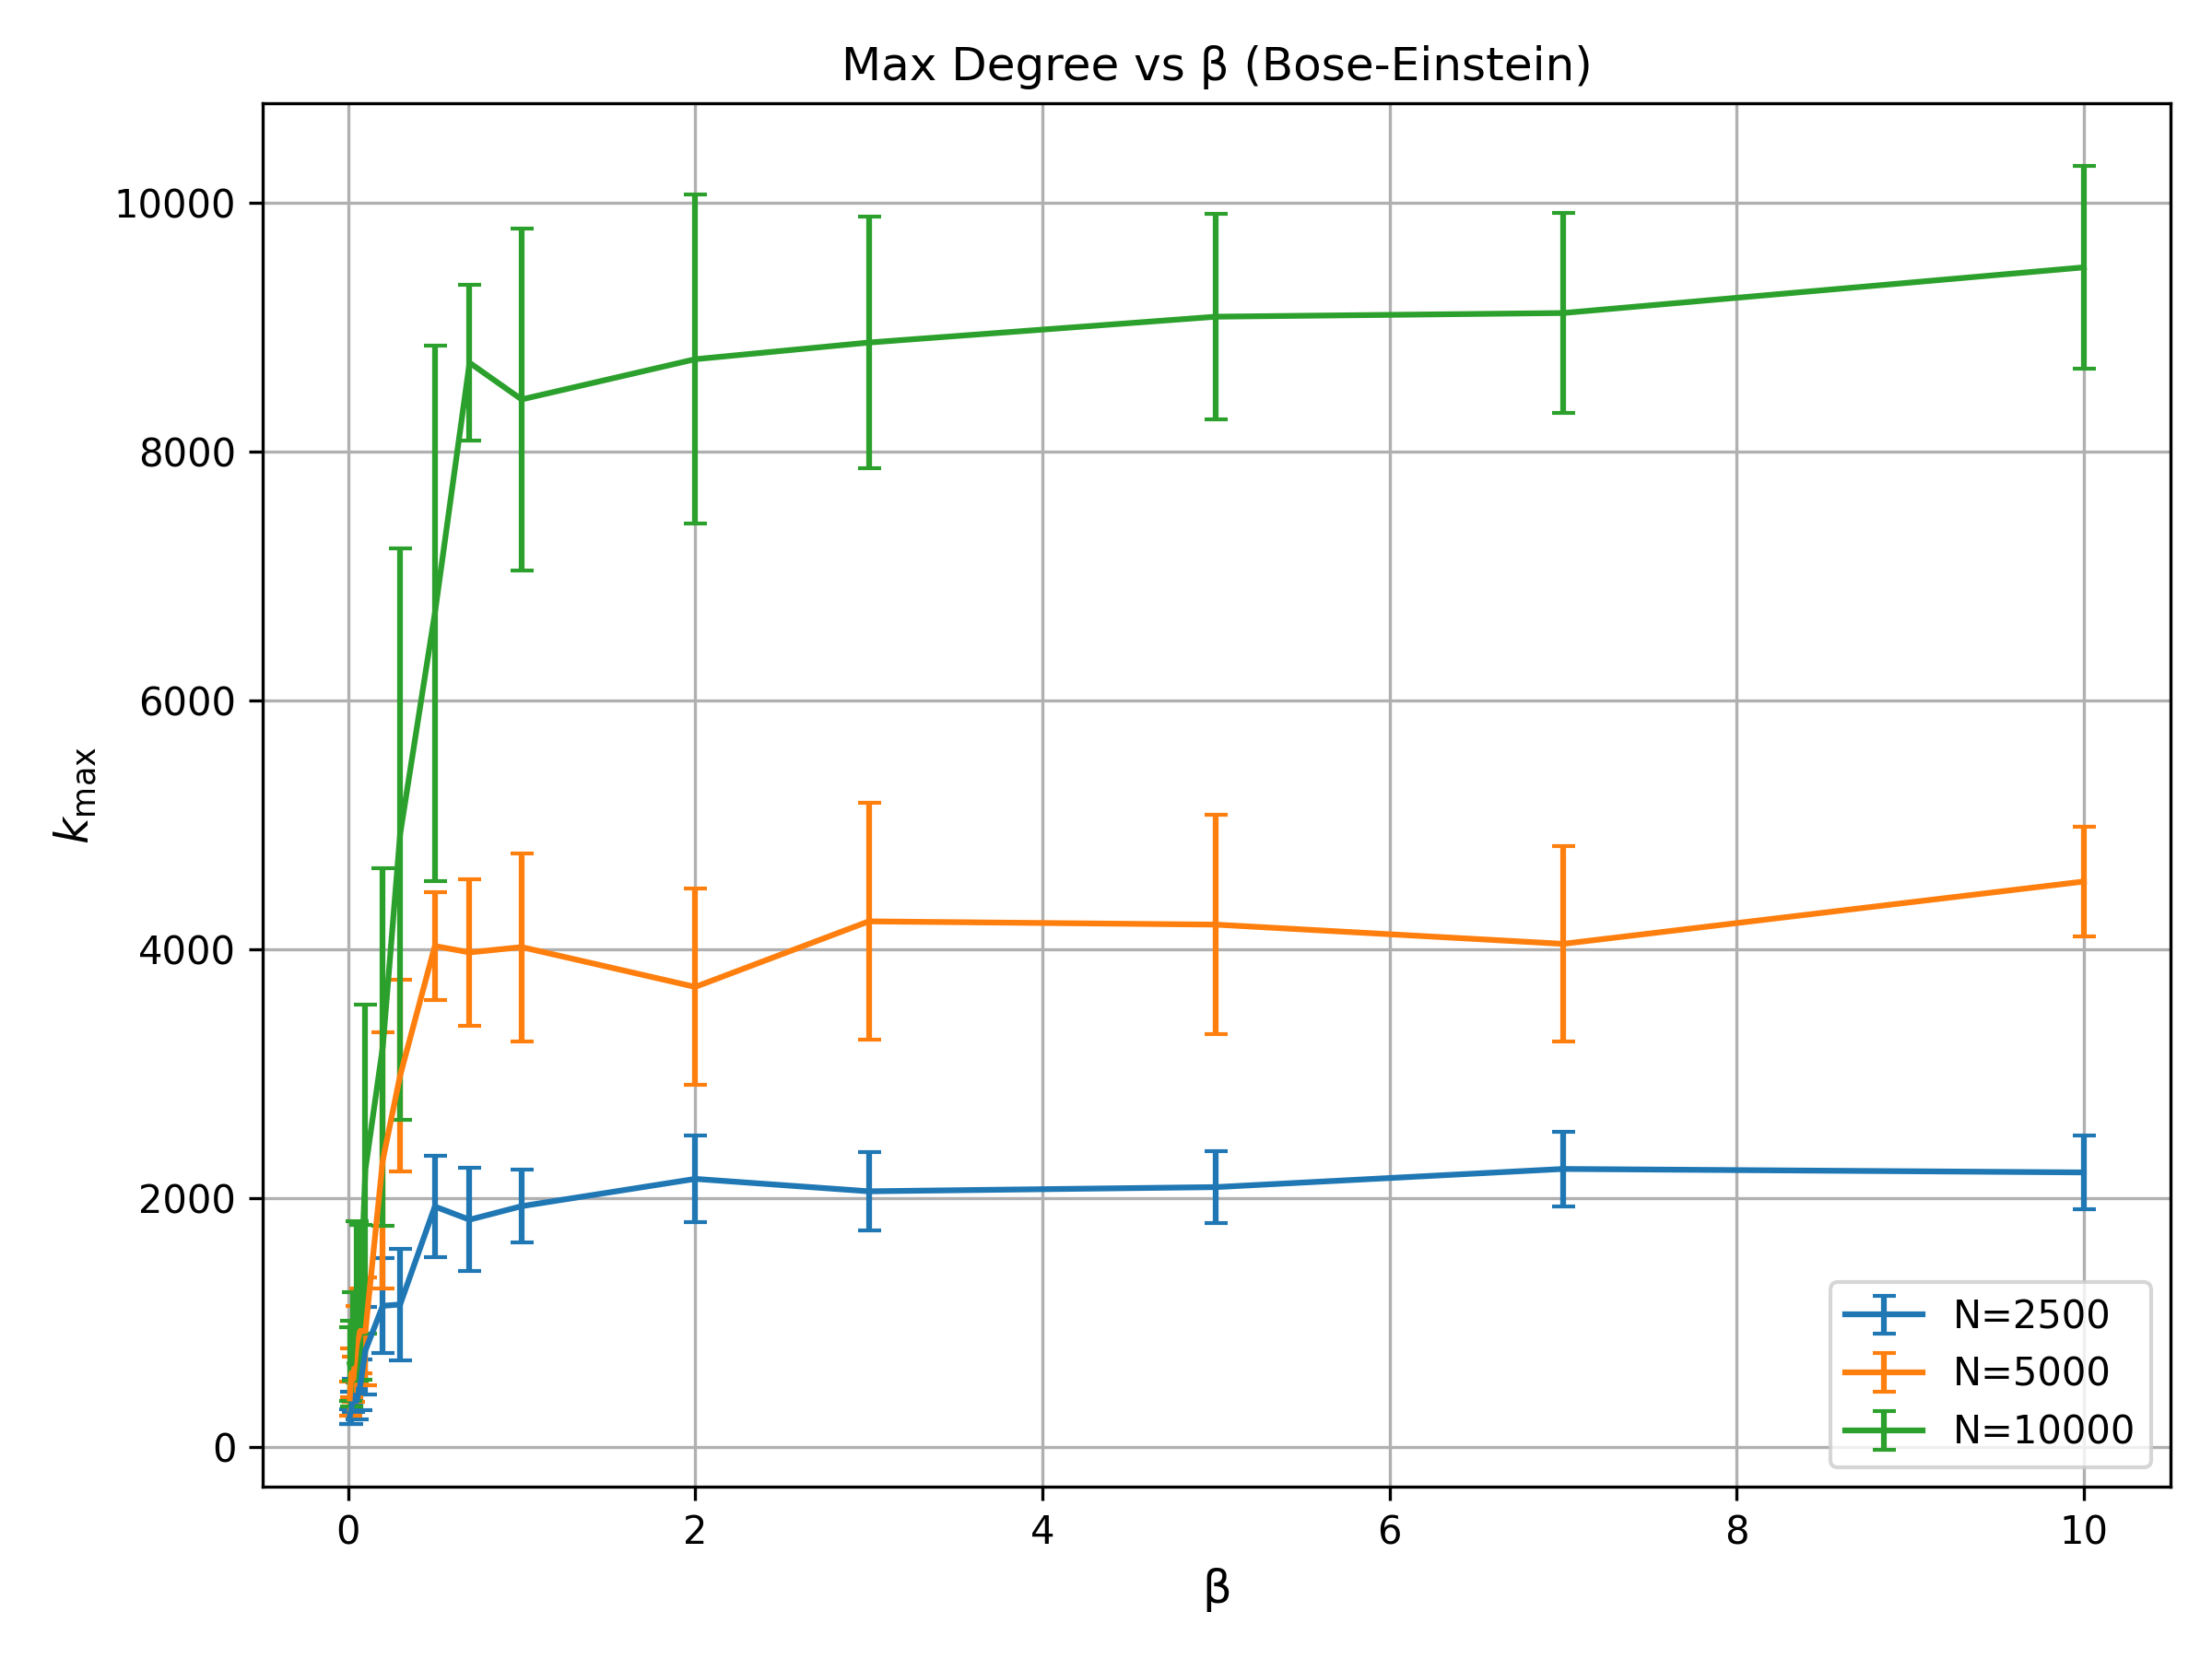 Max Degree vs β (Bose-Einstein)
10000
8000
6000
4000
2000
0
k_max
0 2 4 6 8 10
β
N=2500
N=5000
N=10000